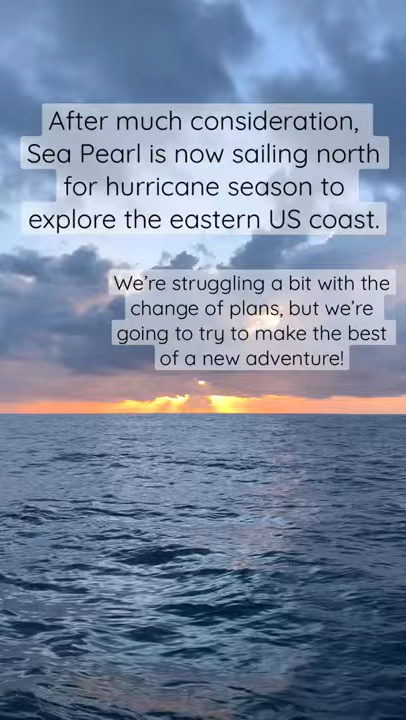 After much consideration,
Sea Pearl is now sailing north
for hurricane season to
explore the eastern US coast.
We’re struggling a bit with the
change of plans, but we’re
going to try to make the best
of a new adventure!